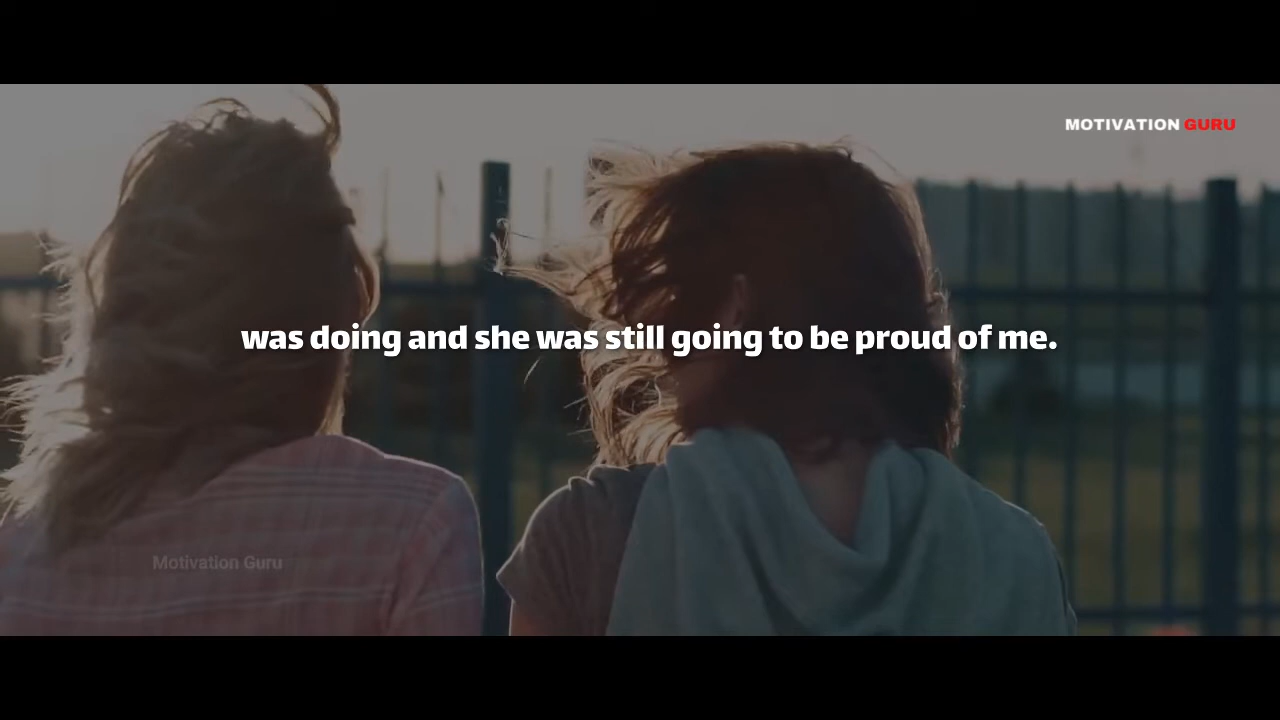 MOTIVATION GURU
was doing and she was still going to be proud of me.
Motivation Guru